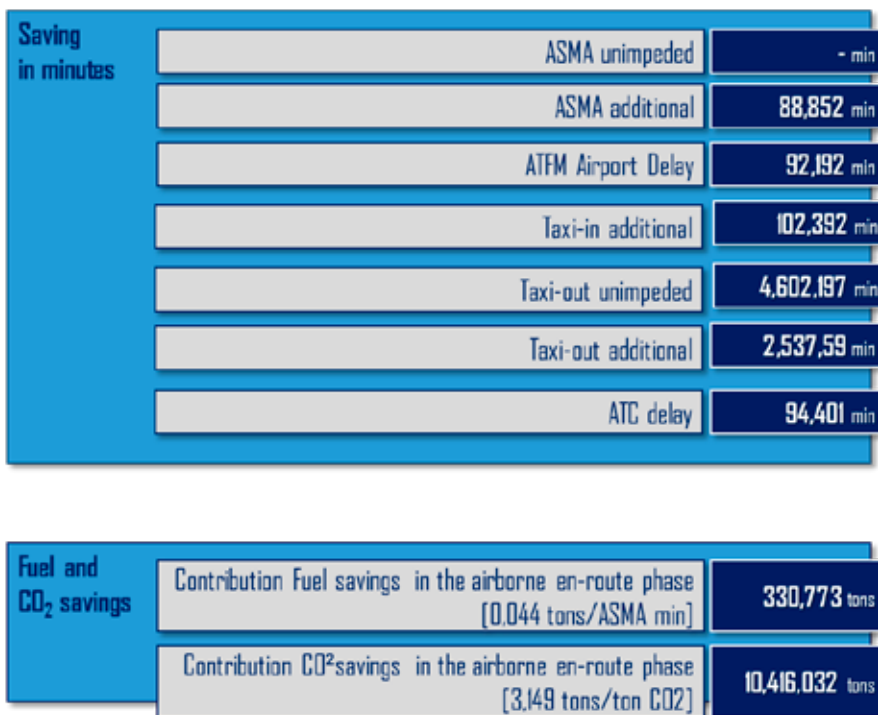 Saving
in minutes
ASMA unimpeded
- min
ASMA additional
88,852 min
ATFM Airport Delay
92,192 min
Taxi-in additional
102,392 min
Taxi-out unimpeded
4,602,197 min
Taxi-out additional
2,537,59 min
ATC delay
94,401 min
Fuel and
CO₂ savings
Contribution Fuel savings in the airborne en-route phase
[0,044 tons/ASMA min]
330,773 tons
Contribution CO²savings in the airborne en-route phase
[3,149 tons/ton CO2]
10,416,032 tons